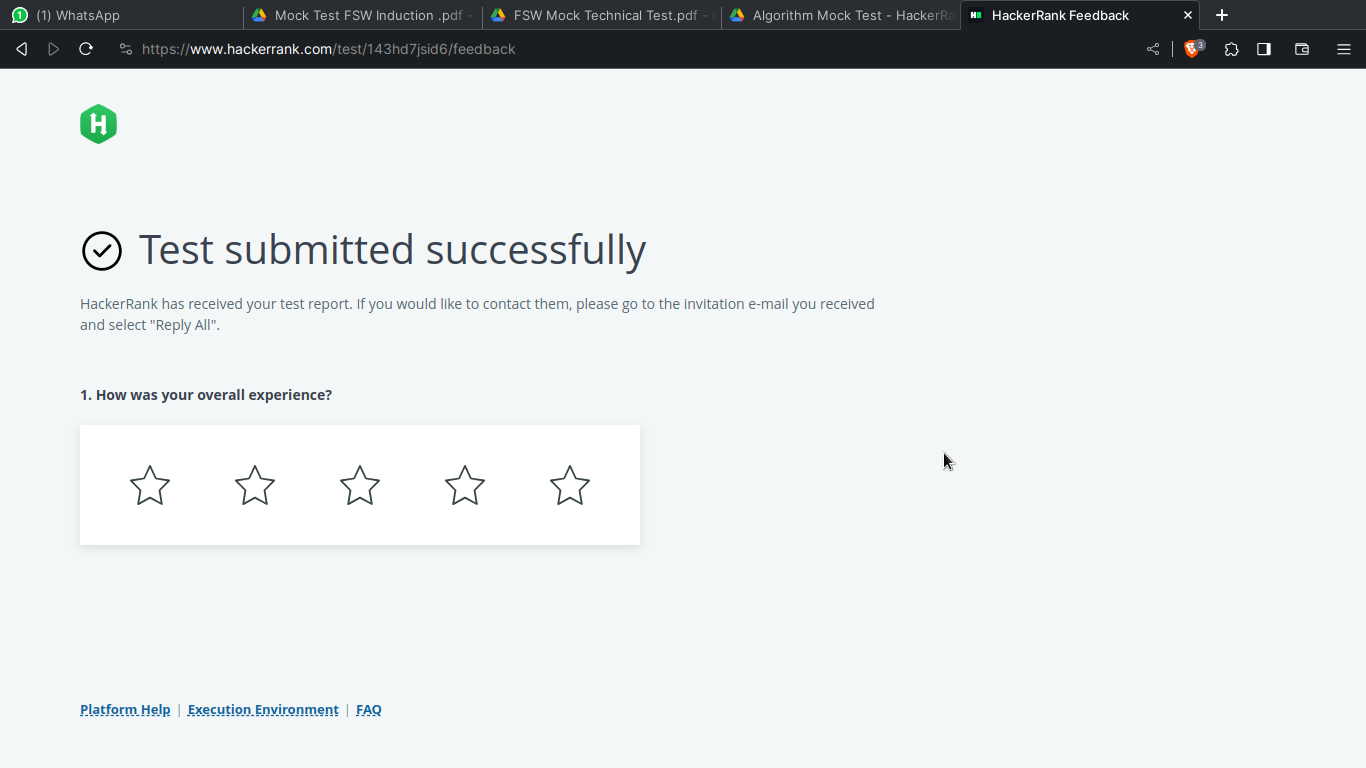 (1) WhatsApp
Mock Test FSW Induction .pdf -
FSW Mock Technical Test.pdf -
Algorithm Mock Test - HackerRa
HackerRank Feedback
https://www.hackerrank.com/test/143hd7jsid6/feedback
3
H
Test submitted successfully
HackerRank has received your test report. If you would like to contact them, please go to the invitation e-mail you received
and select "Reply All".
1. How was your overall experience?
Platform Help | Execution Environment | FAQ